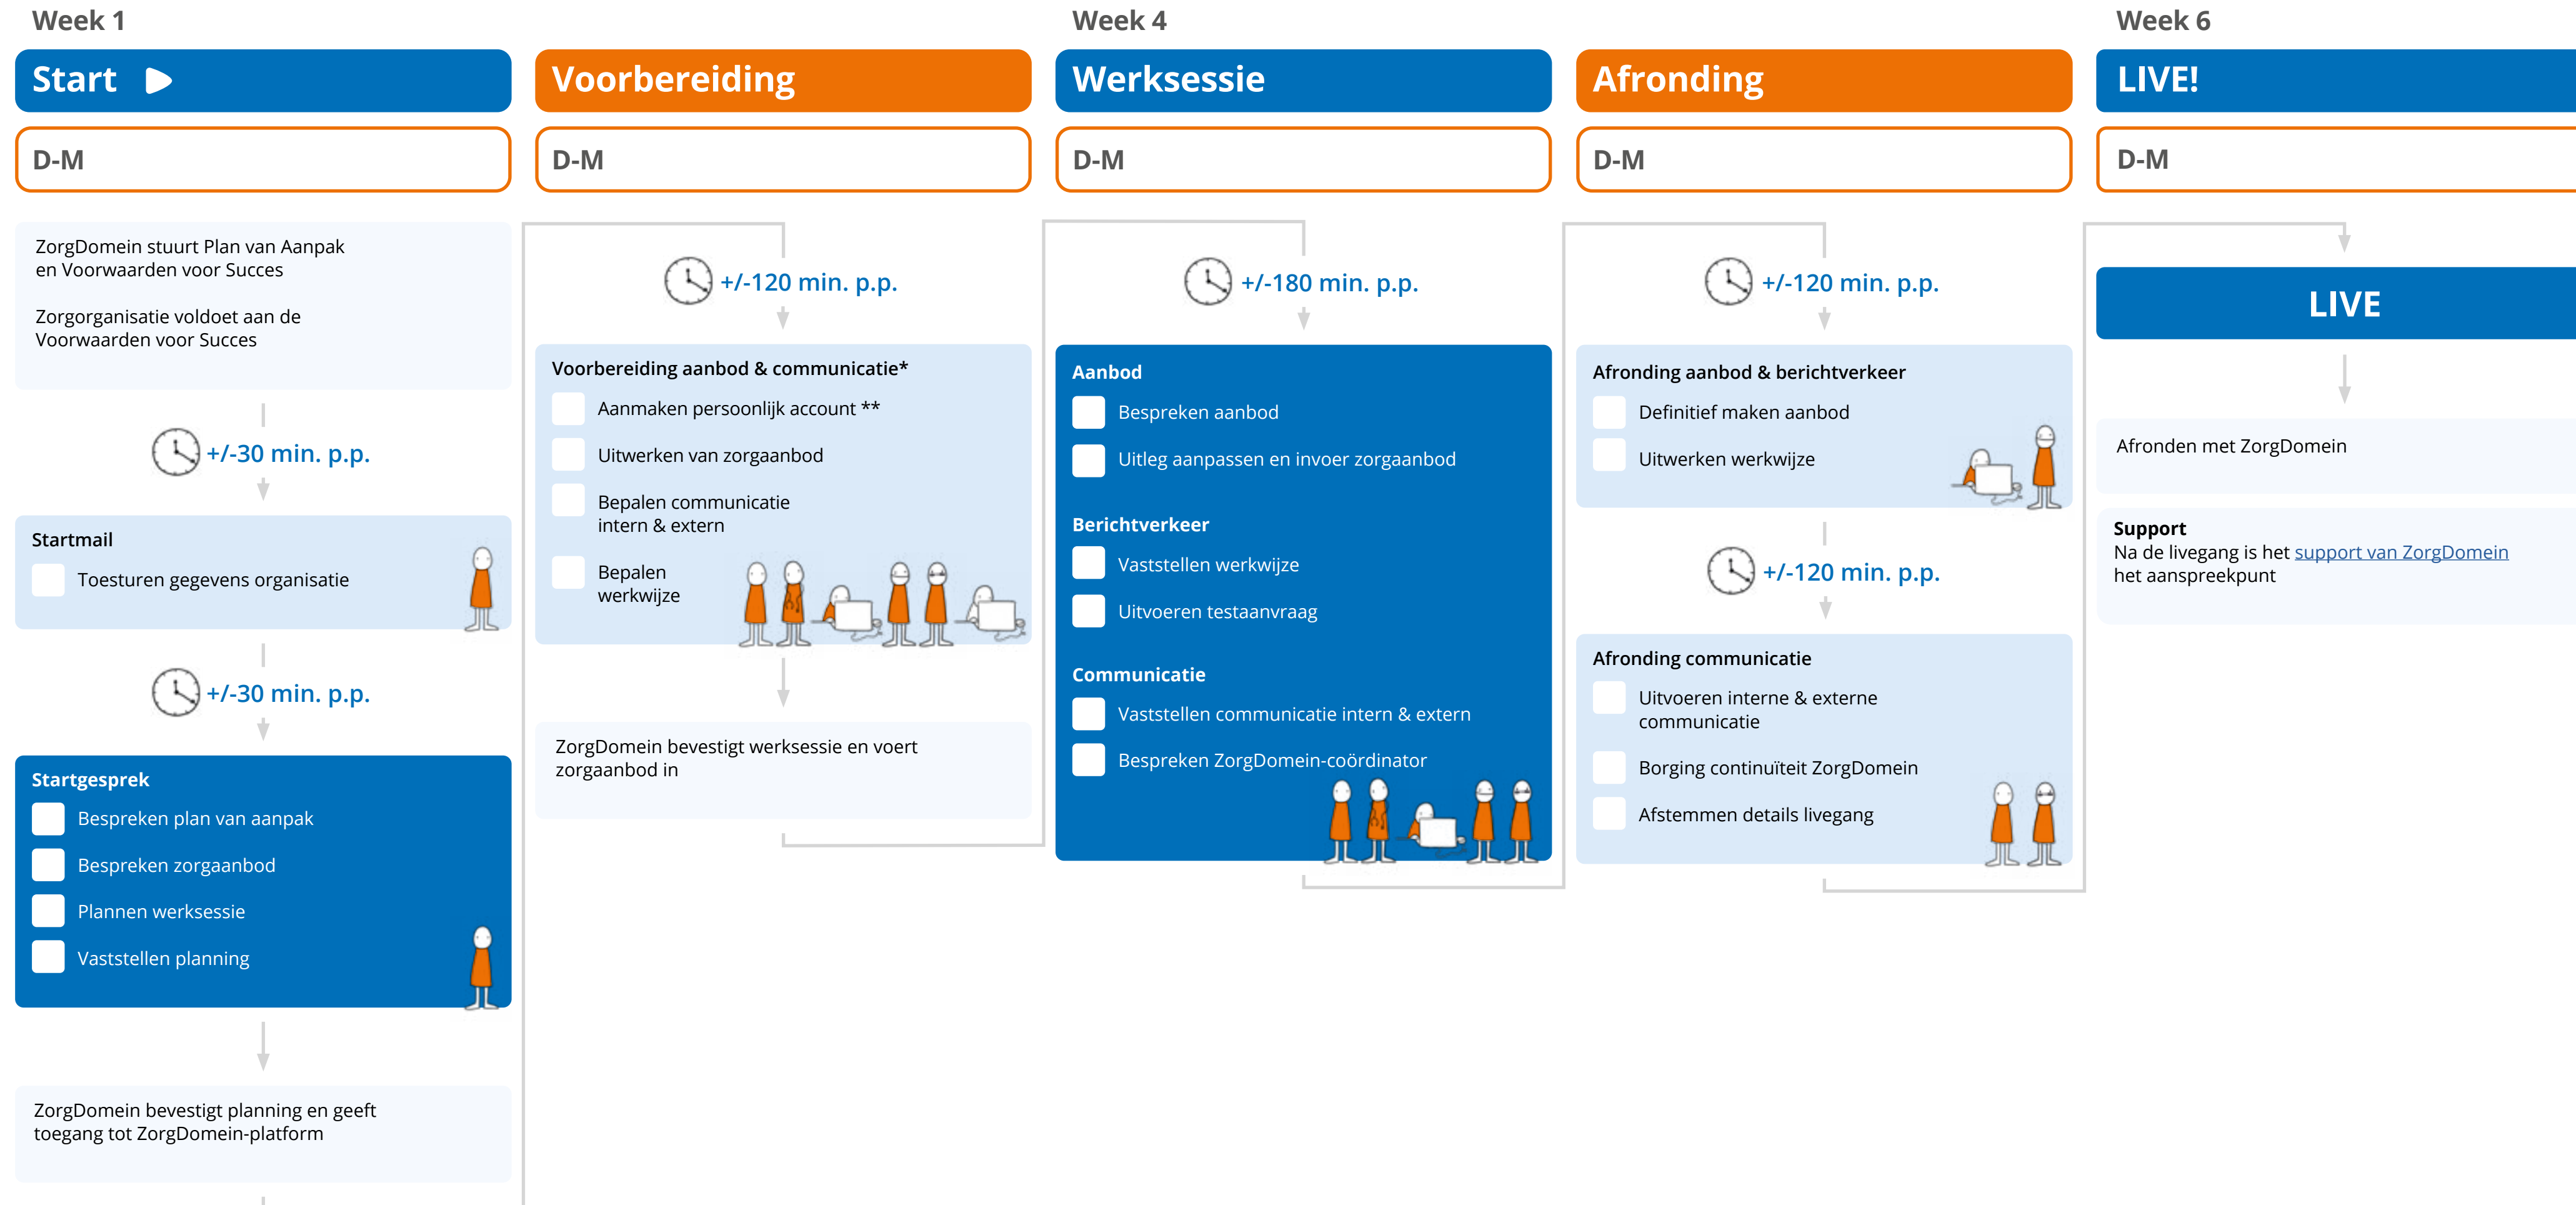 Week 1
Start
D-M
ZorgDomein stuurt Plan van Aanpak
en Voorwaarden voor Succes
Zorgorganisatie voldoet aan de
Voorwaarden voor Succes
+/-30 min. p.p.
Startmail
Toesturen gegevens organisatie
+/-30 min. p.p.
Startgesprek
Bespreken plan van aanpak
Bespreken zorgaanbod
Plannen werksessie
Vaststellen planning
ZorgDomein bevestigt planning en geeft
toegang tot ZorgDomein-platform
Voorbereiding
D-M
+/-120 min. p.p.
Voorbereiding aanbod & communicatie*
Aanmaken persoonlijk account **
Uitwerken van zorgaanbod
Bepalen communicatie
intern & extern
Bepalen
werkwijze
ZorgDomein bevestigt werksessie en voert
zorgaanbod in
Week 4
Werksessie
D-M
+/-180 min. p.p.
Aanbod
Bespreken aanbod
Uitleg aanpassen en invoer zorgaanbod
Berichtverkeer
Vaststellen werkwijze
Uitvoeren testaanvraag
Communicatie
Vaststellen communicatie intern & extern
Bespreken ZorgDomein-coördinator
Afronding
D-M
+/-120 min. p.p.
Afronding aanbod & berichtverkeer
Definitief maken aanbod
Uitwerken werkwijze
+/-120 min. p.p.
Afronding communicatie
Uitvoeren interne & externe
communicatie
Borging continuïteit ZorgDomein
Afstemmen details livegang
Week 6
LIVE!
D-M
LIVE
Afronden met ZorgDomein
Support
Na de livegang is het support van ZorgDomein
het aanspreekpunt